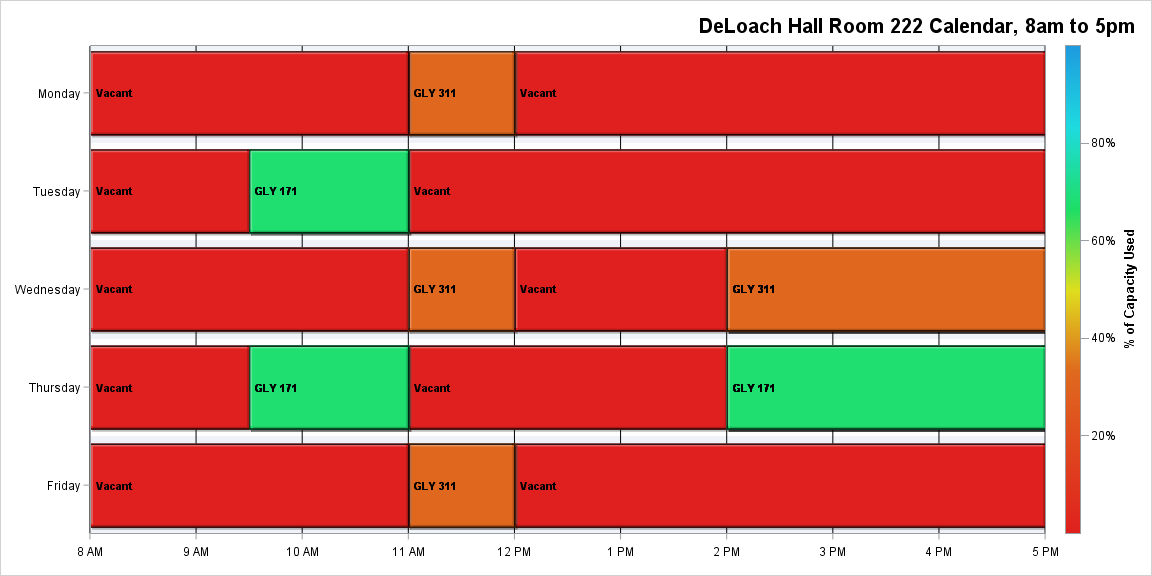 DeLoach Hall Room 222 Calendar, 8am to 5pm
Monday
Vacant
GLY 311
Vacant
Tuesday
Vacant
GLY 171
Vacant
Wednesday
Vacant
GLY 311
Vacant
GLY 311
Thursday
Vacant
GLY 171
Vacant
GLY 171
Friday
Vacant
GLY 311
Vacant
8 AM
9 AM
10 AM
11 AM
12 PM
1 PM
2 PM
3 PM
4 PM
5 PM
80%
60%
40%
20%
% of Capacity Used